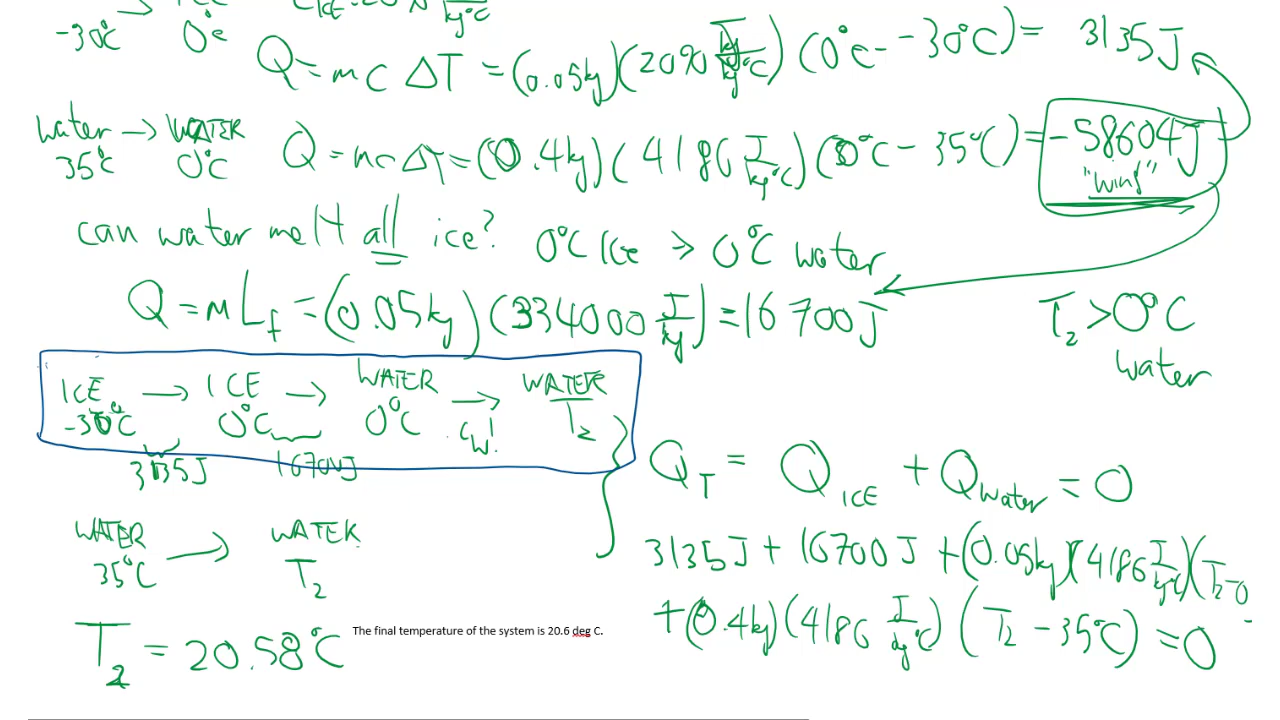 -30°C 0°C
Q = mcΔT = (0.05kg)(2090 J/kg°C)(0°C - -30°C) = 3135J
water → WATER
35°C 0°C
Q = mcΔT = (0.4kg)(4186 J/kg°C)(0°C - 35°C) = -58604J
"wins"
can water melt all ice? 0°C Ice → 0°C water
Q = mLf = (0.05kg)(334000 J/kg) = 16700J
T2 > 0°C
water
ICE → ICE → WATER → WATER
-30°C 0°C 0°C cw! T2
3135J 16700J
QT = QICE + Qwater = 0
WATER → WATER
35°C T2
3135J + 16700J + (0.05kg)(4186 J/kg°C)(T2-0
+(0.4kg)(4186 J/kg°C)(T2 - 35°C) = 0
T2 = 20.58°C
The final temperature of the system is 20.6 deg C.